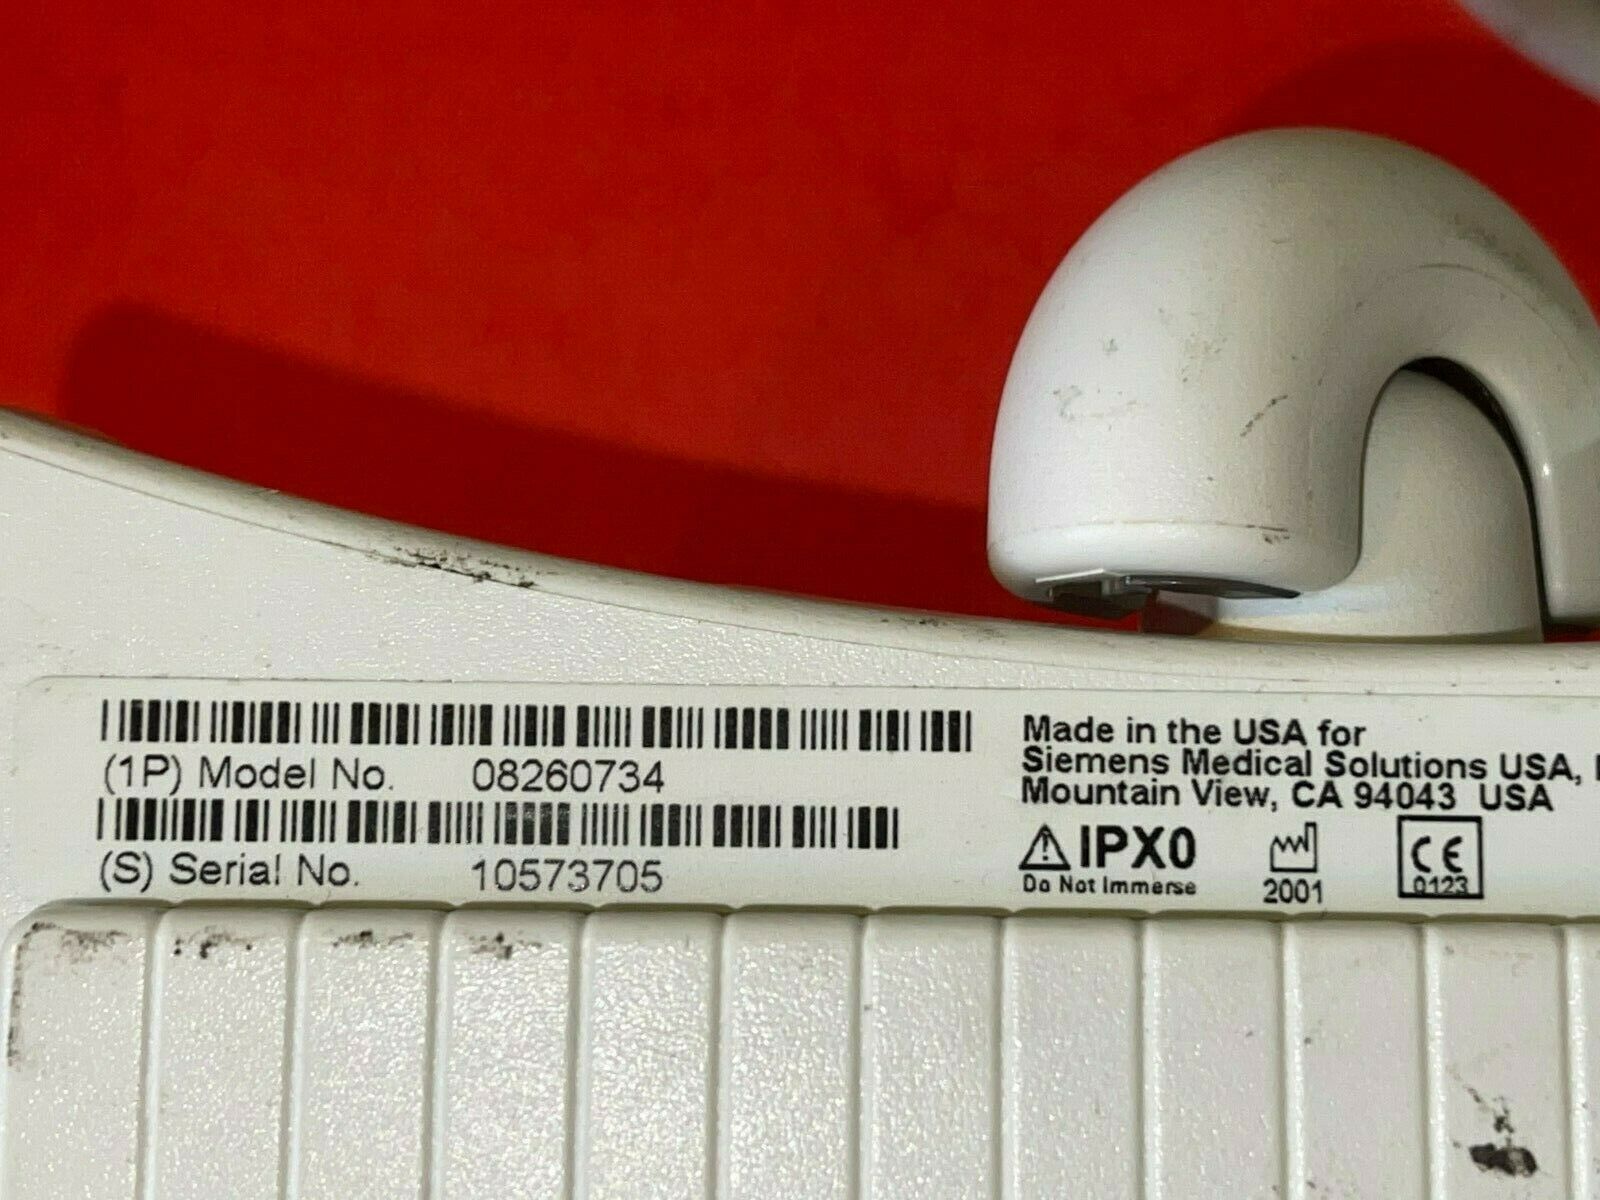 (1P) Model No. 08260734
(S) Serial No. 10573705
Made in the USA for
Siemens Medical Solutions USA,
Mountain View, CA 94043 USA
IPX0
Do Not Immerse
2001
CE
0123